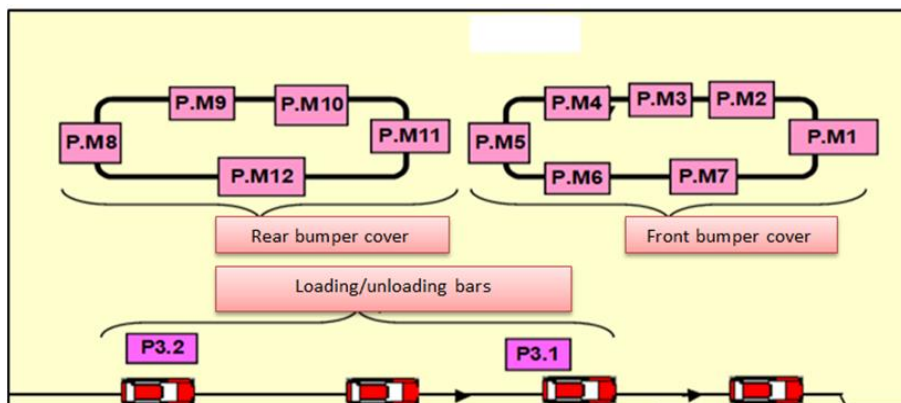 P.M9
P.M10
P.M8
P.M11
P.M12
P.M4
P.M3
P.M2
P.M5
P.M1
P.M6
P.M7
Rear bumper cover
Front bumper cover
Loading/unloading bars
P3.2
P3.1